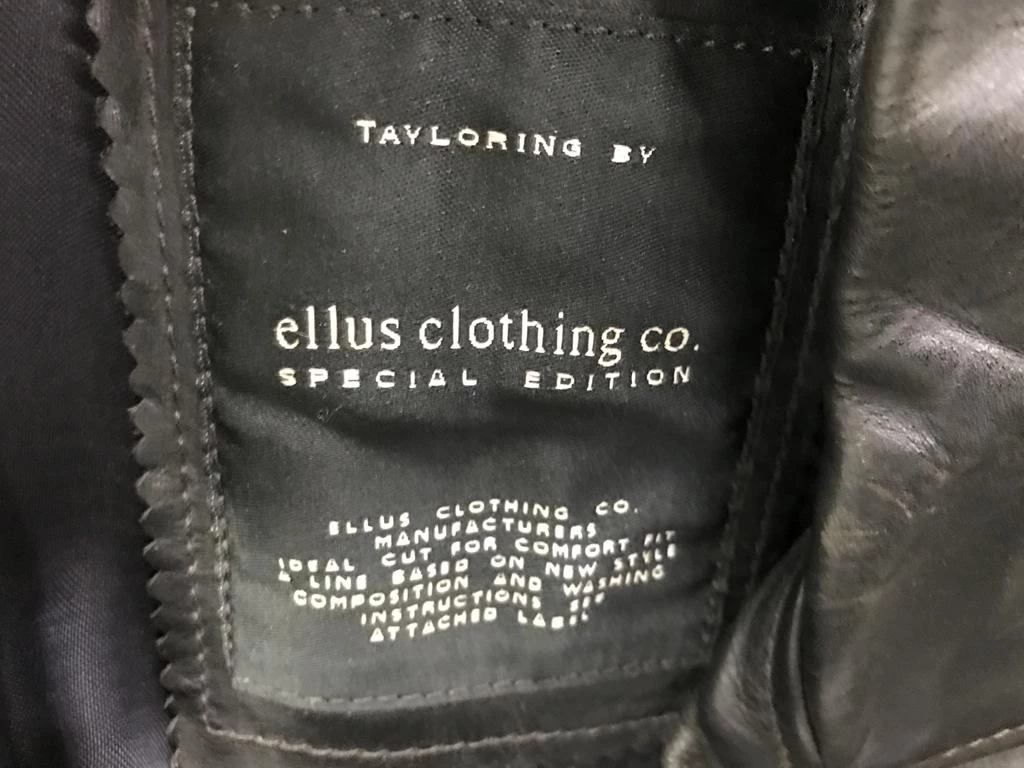 TAYLORING BY
ellus clothing co.
SPECIAL EDITION
ELLUS CLOTHING CO.
MANUFACTURERS
IDEAL CUT FOR COMFORT FIT
A LINE BASED ON NEW STYLE
COMPOSITION AND WASHING
INSTRUCTIONS SEE
ATTACHED LABEL